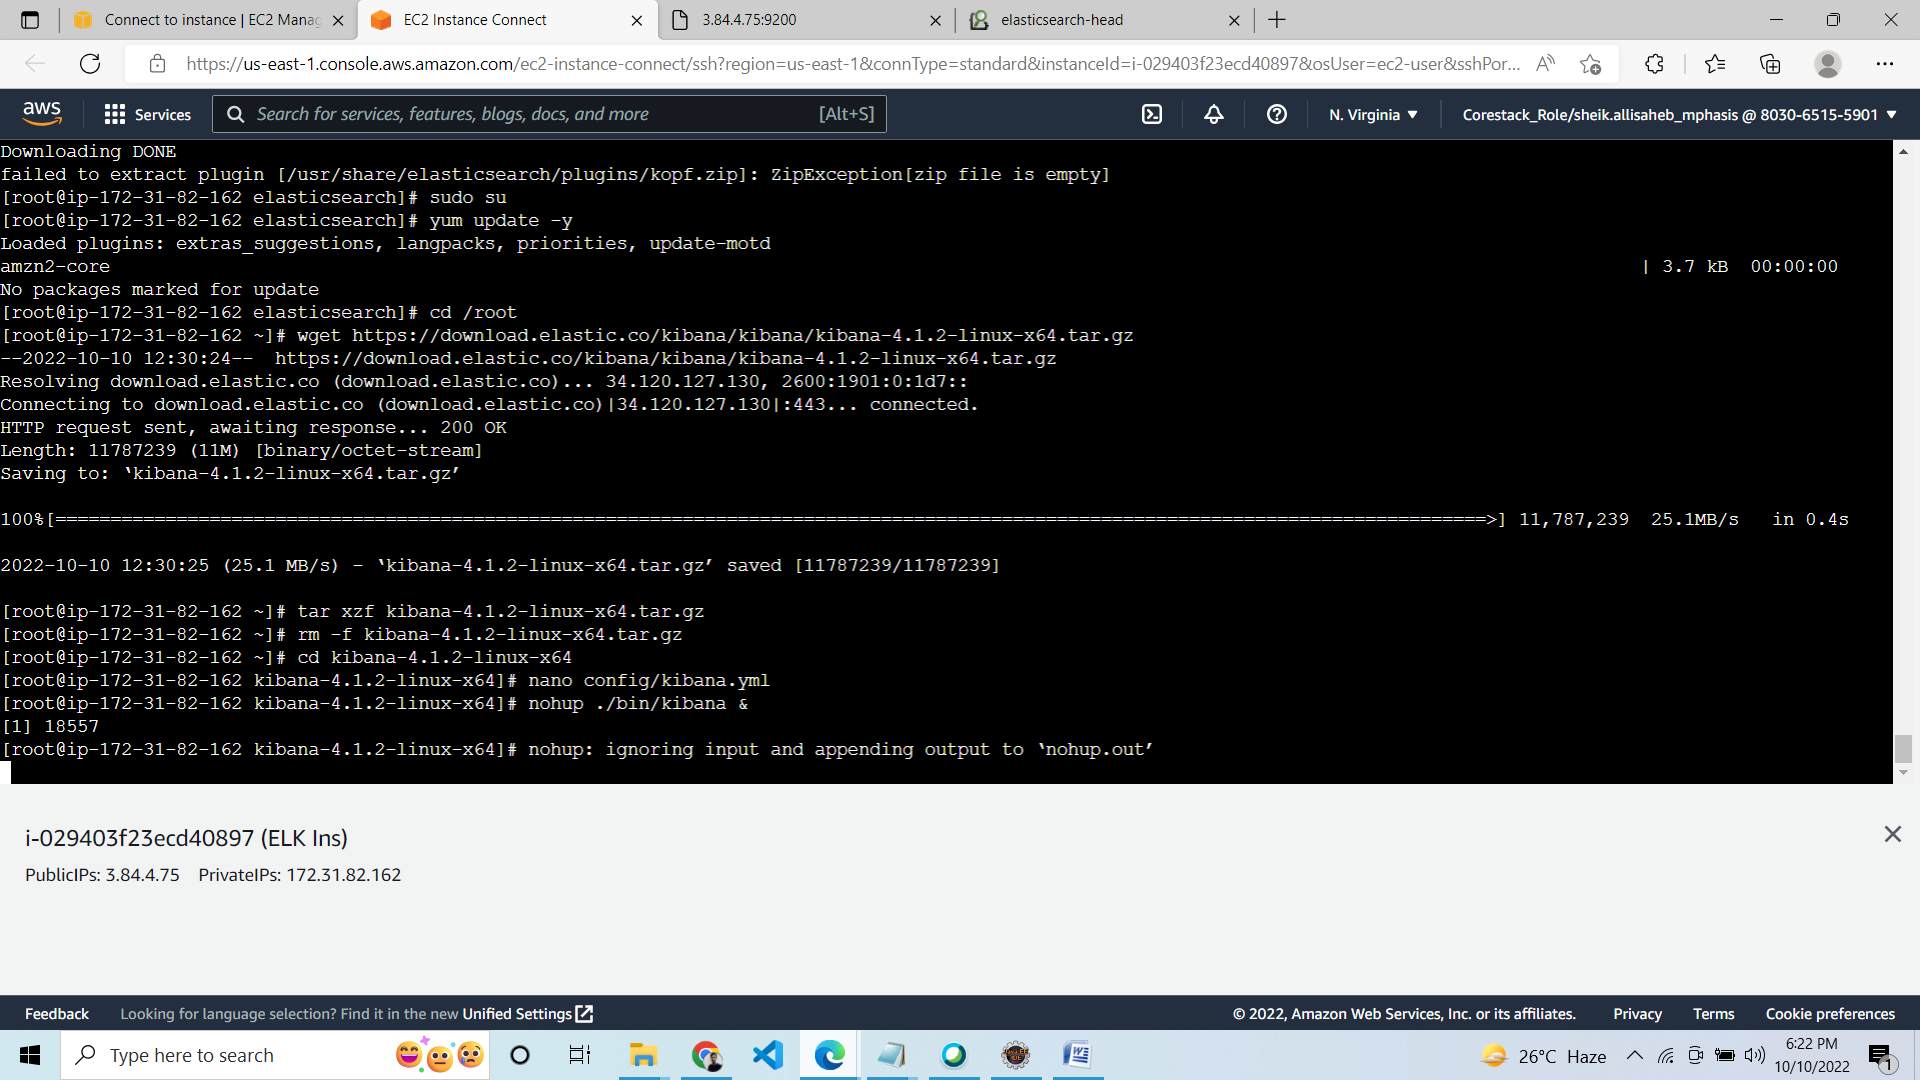 Connect to instance | EC2 Manag
EC2 Instance Connect
3.84.4.75:9200
elasticsearch-head
https://us-east-1.console.aws.amazon.com/ec2-instance-connect/ssh?region=us-east-1&connType=standard&instanceId=i-029403f23ecd40897&osUser=ec2-user&sshPor...
aws
Services
Search for services, features, blogs, docs, and more
[Alt+S]
N. Virginia ▼
Corestack_Role/sheik.allisaheb_mphasis @ 8030-6515-5901 ▼
Downloading DONE
failed to extract plugin [/usr/share/elasticsearch/plugins/kopf.zip]: ZipException[zip file is empty]
[root@ip-172-31-82-162 elasticsearch]# sudo su
[root@ip-172-31-82-162 elasticsearch]# yum update -y
Loaded plugins: extras_suggestions, langpacks, priorities, update-motd
amzn2-core | 3.7 kB 00:00:00
No packages marked for update
[root@ip-172-31-82-162 elasticsearch]# cd /root
[root@ip-172-31-82-162 ~]# wget https://download.elastic.co/kibana/kibana/kibana-4.1.2-linux-x64.tar.gz
--2022-10-10 12:30:24-- https://download.elastic.co/kibana/kibana/kibana-4.1.2-linux-x64.tar.gz
Resolving download.elastic.co (download.elastic.co)... 34.120.127.130, 2600:1901:0:1d7::
Connecting to download.elastic.co (download.elastic.co)|34.120.127.130|:443... connected.
HTTP request sent, awaiting response... 200 OK
Length: 11787239 (11M) [binary/octet-stream]
Saving to: ‘kibana-4.1.2-linux-x64.tar.gz’
100%[==================================================================================================================================>] 11,787,239 25.1MB/s in 0.4s
2022-10-10 12:30:25 (25.1 MB/s) - ‘kibana-4.1.2-linux-x64.tar.gz’ saved [11787239/11787239]
[root@ip-172-31-82-162 ~]# tar xzf kibana-4.1.2-linux-x64.tar.gz
[root@ip-172-31-82-162 ~]# rm -f kibana-4.1.2-linux-x64.tar.gz
[root@ip-172-31-82-162 ~]# cd kibana-4.1.2-linux-x64
[root@ip-172-31-82-162 kibana-4.1.2-linux-x64]# nano config/kibana.yml
[root@ip-172-31-82-162 kibana-4.1.2-linux-x64]# nohup ./bin/kibana &
[1] 18557
[root@ip-172-31-82-162 kibana-4.1.2-linux-x64]# nohup: ignoring input and appending output to ‘nohup.out’
i-029403f23ecd40897 (ELK Ins)
PublicIPs: 3.84.4.75 PrivateIPs: 172.31.82.162
Feedback
Looking for language selection? Find it in the new Unified Settings
© 2022, Amazon Web Services, Inc. or its affiliates.
Privacy
Terms
Cookie preferences
Type here to search
26°C Haze
6:22 PM
10/10/2022
1